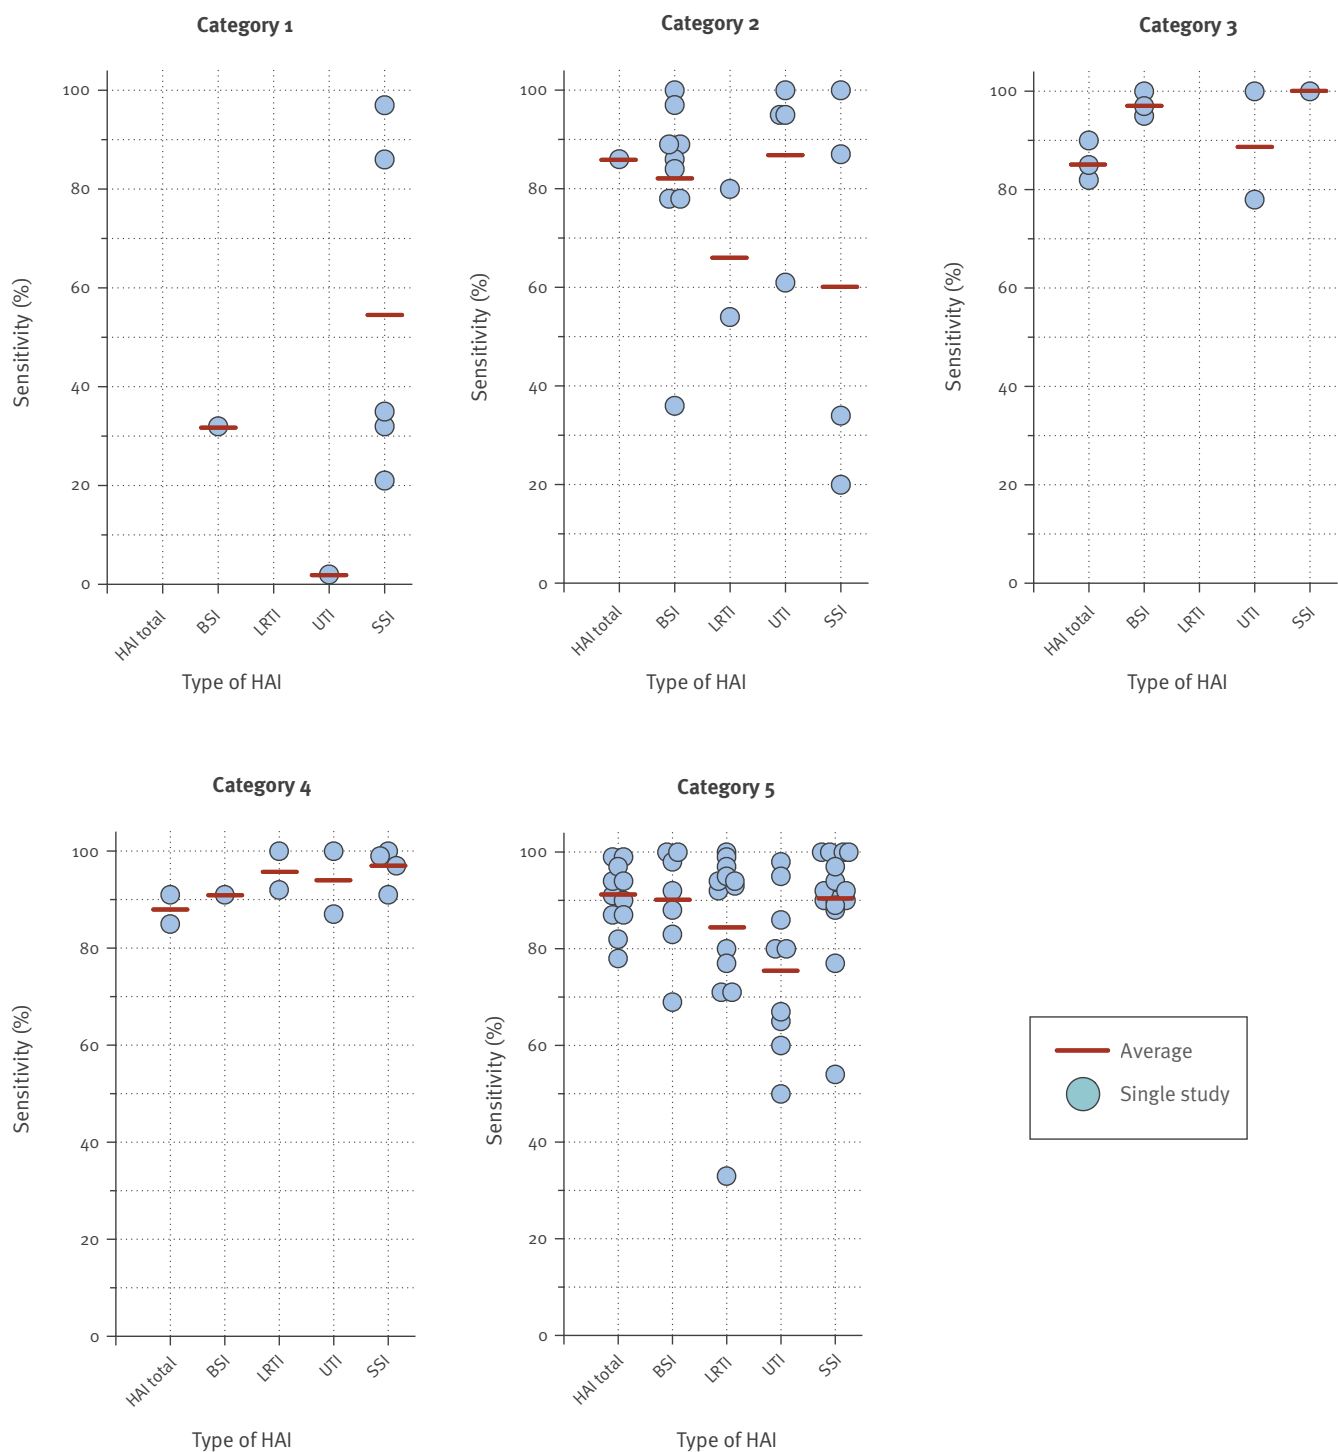 Category 1
Category 2
Category 3
100
80
60
40
20
0
Sensitivity (%)
HAI total
BSI
LRTI
UTI
SSI
Type of HAI
100
80
60
40
20
0
Sensitivity (%)
HAI total
BSI
LRTI
UTI
SSI
Type of HAI
100
80
60
40
20
0
Sensitivity (%)
HAI total
BSI
LRTI
UTI
SSI
Type of HAI
Category 4
Category 5
100
80
60
40
20
0
Sensitivity (%)
HAI total
BSI
LRTI
UTI
SSI
Type of HAI
100
80
60
40
20
0
Sensitivity (%)
HAI total
BSI
LRTI
UTI
SSI
Type of HAI
Average
Single study